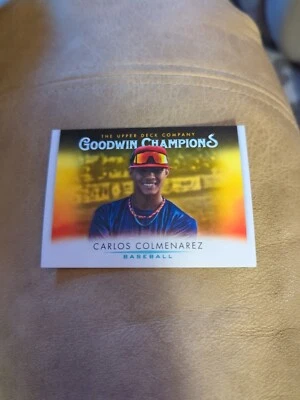 THE UPPER DECK COMPANY
GOODWIN CHAMPIONS
CARLOS COLMENAREZ
BASEBALL